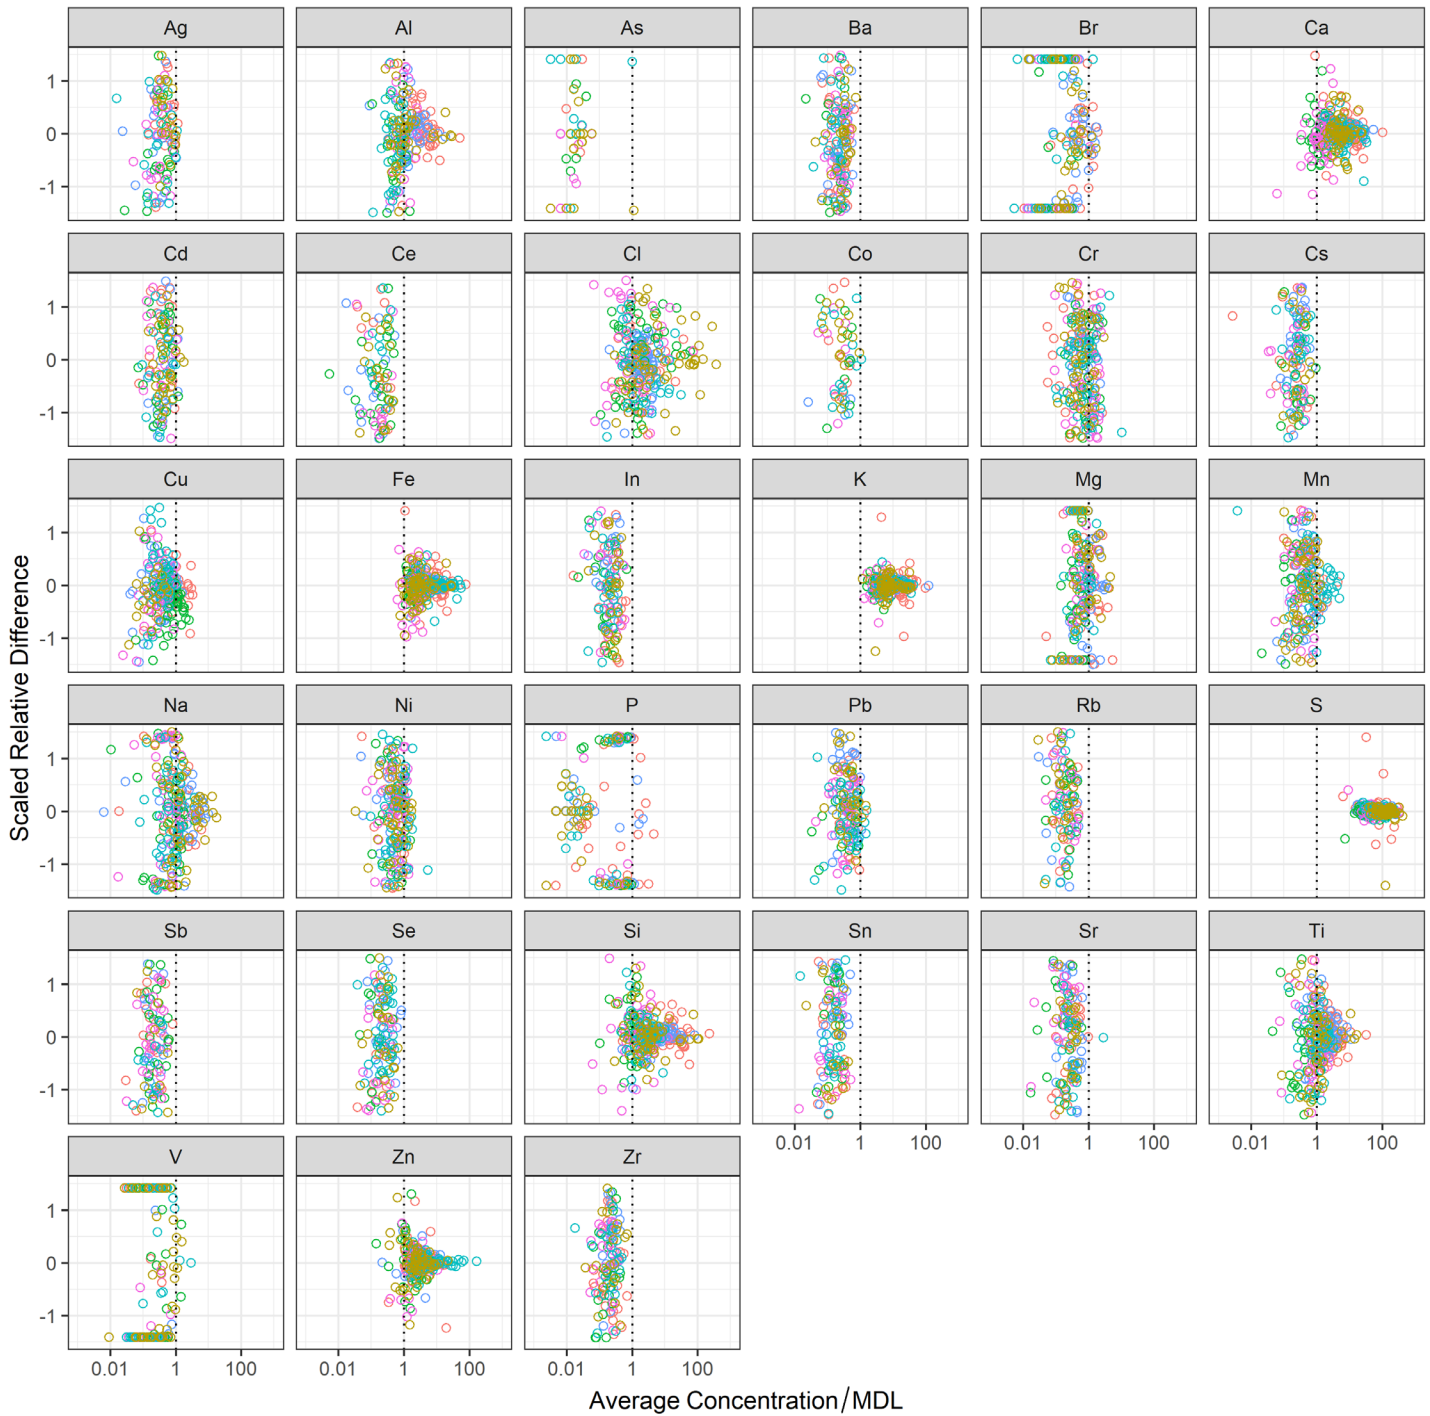 Ag Al As Ba Br Ca
1
0
-1
Cd Ce Cl Co Cr Cs
1
0
-1
Cu Fe In K Mg Mn
1
0
-1
Na Ni P Pb Rb S
1
0
-1
Sb Se Si Sn Sr Ti
1
0
-1
0.01 1 100 0.01 1 100 0.01 1 100
V Zn Zr
1
0
-1
0.01 1 100 0.01 1 100 0.01 1 100
Scaled Relative Difference
Average Concentration/MDL